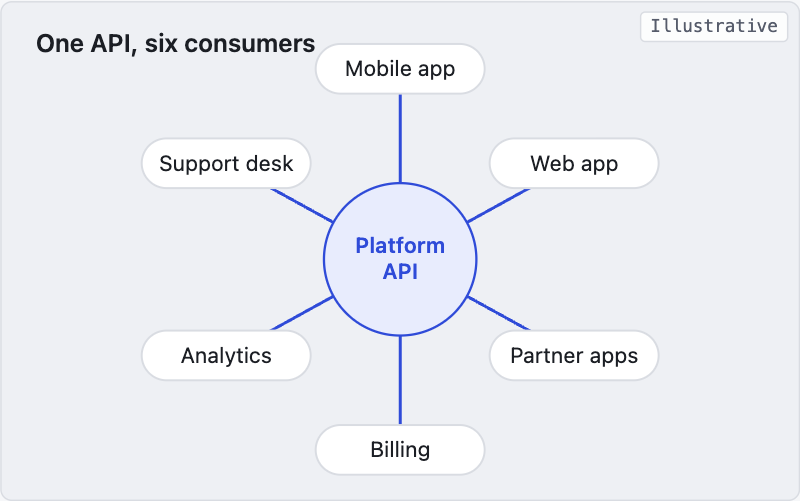 One API, six consumers
Illustrative
Mobile app
Support desk
Web app
Platform
API
Analytics
Partner apps
Billing